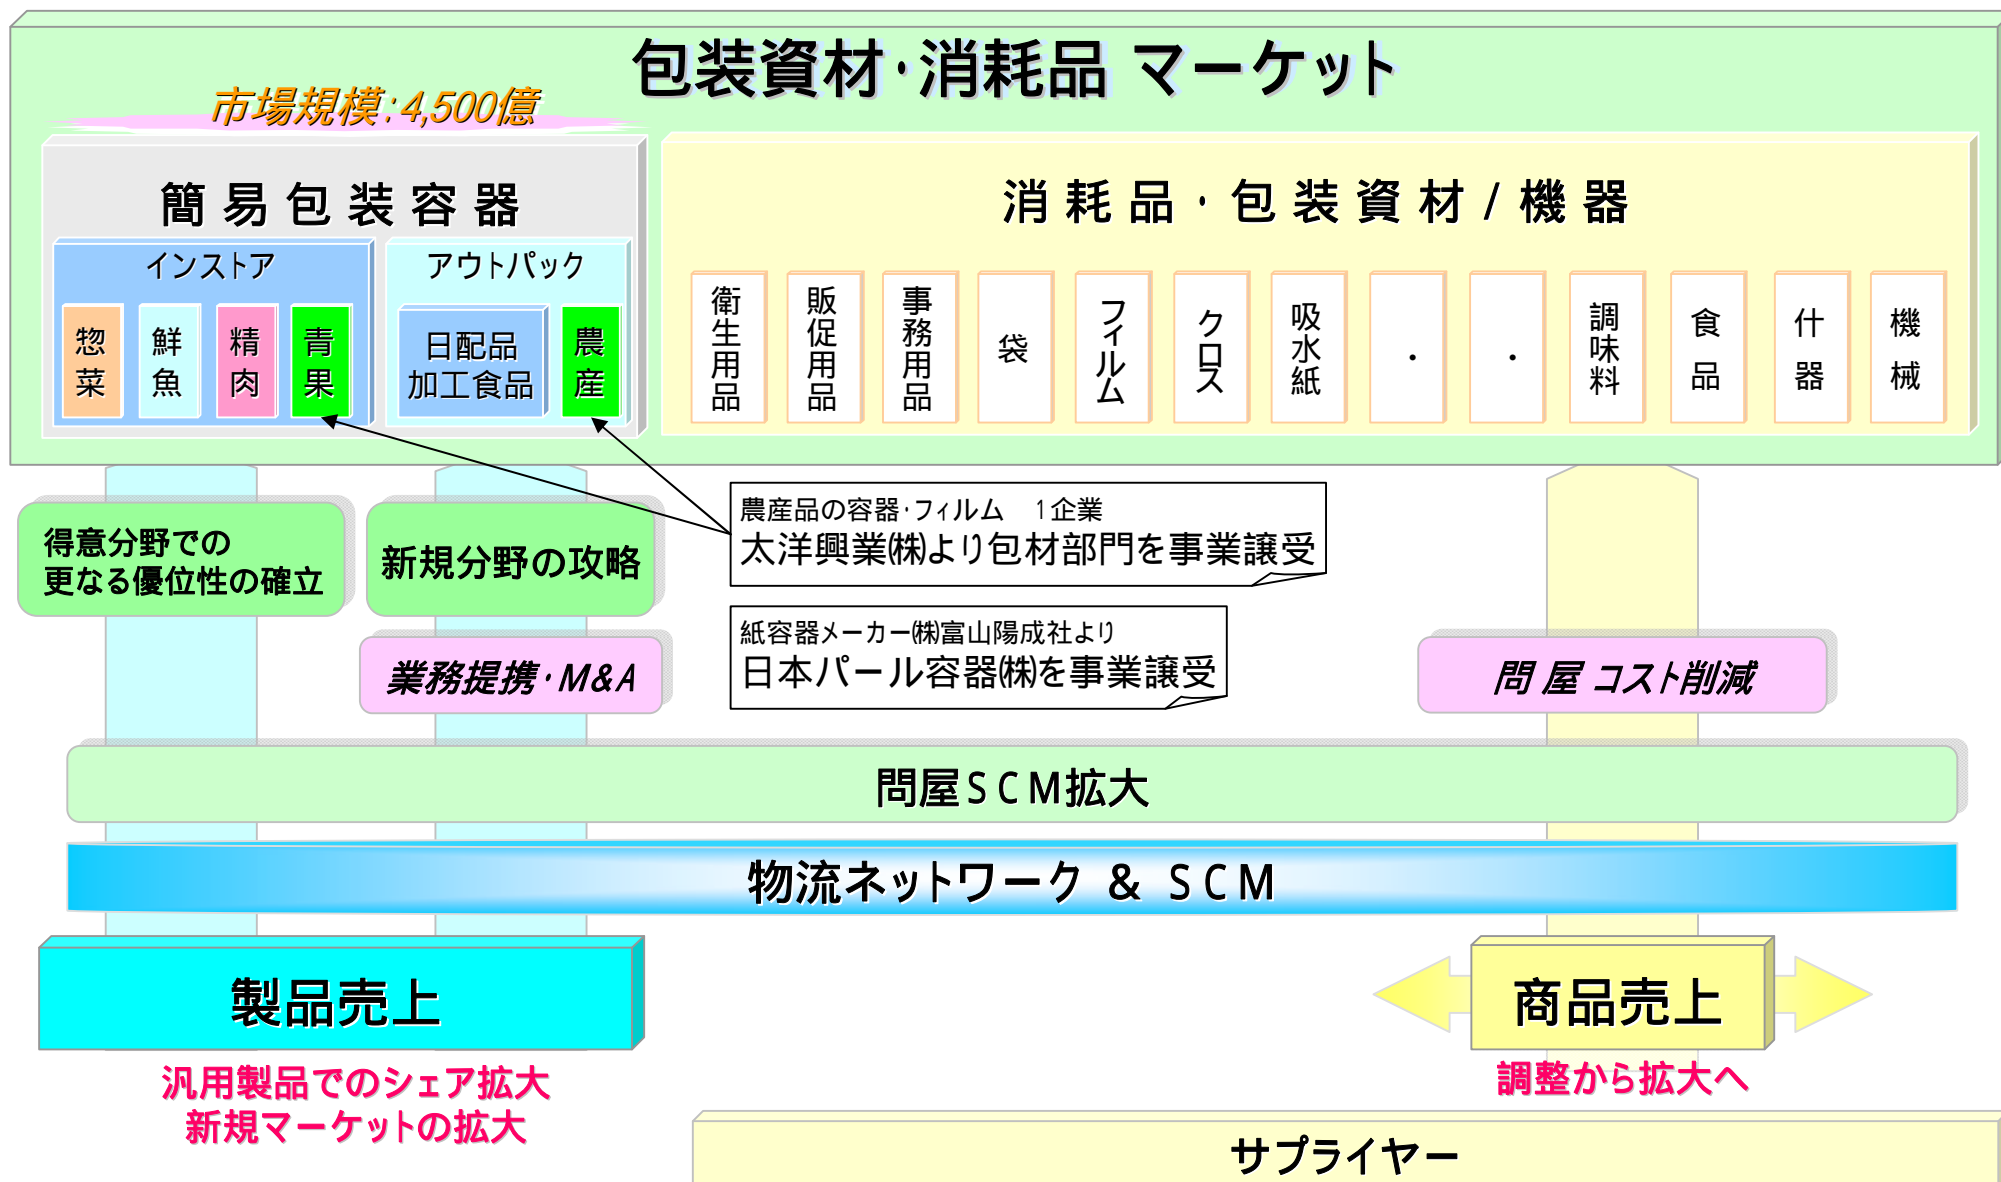 包装資材・消耗品 マーケット
市場規模：4,500億
簡易包装容器
インストア
惣菜
鮮魚
精肉
青果
アウトパック
日配品
加工食品
農産
消耗品・包装資材/機器
衛生用品
販促用品
事務用品
袋
フィルム
クロス
吸水紙
・
・
調味料
食品
什器
機械
得意分野での
更なる優位性の確立
新規分野の攻略
農産品の容器・フィルム　1企業
太洋興業㈱より包材部門を事業譲受
業務提携・M&A
紙容器メーカー㈱富山陽成社より
日本パール容器㈱を事業譲受
問屋コスト削減
問屋SCM拡大
物流ネットワーク ＆ SCM
製品売上
商品売上
汎用製品でのシェア拡大
新規マーケットの拡大
調整から拡大へ
サプライヤー